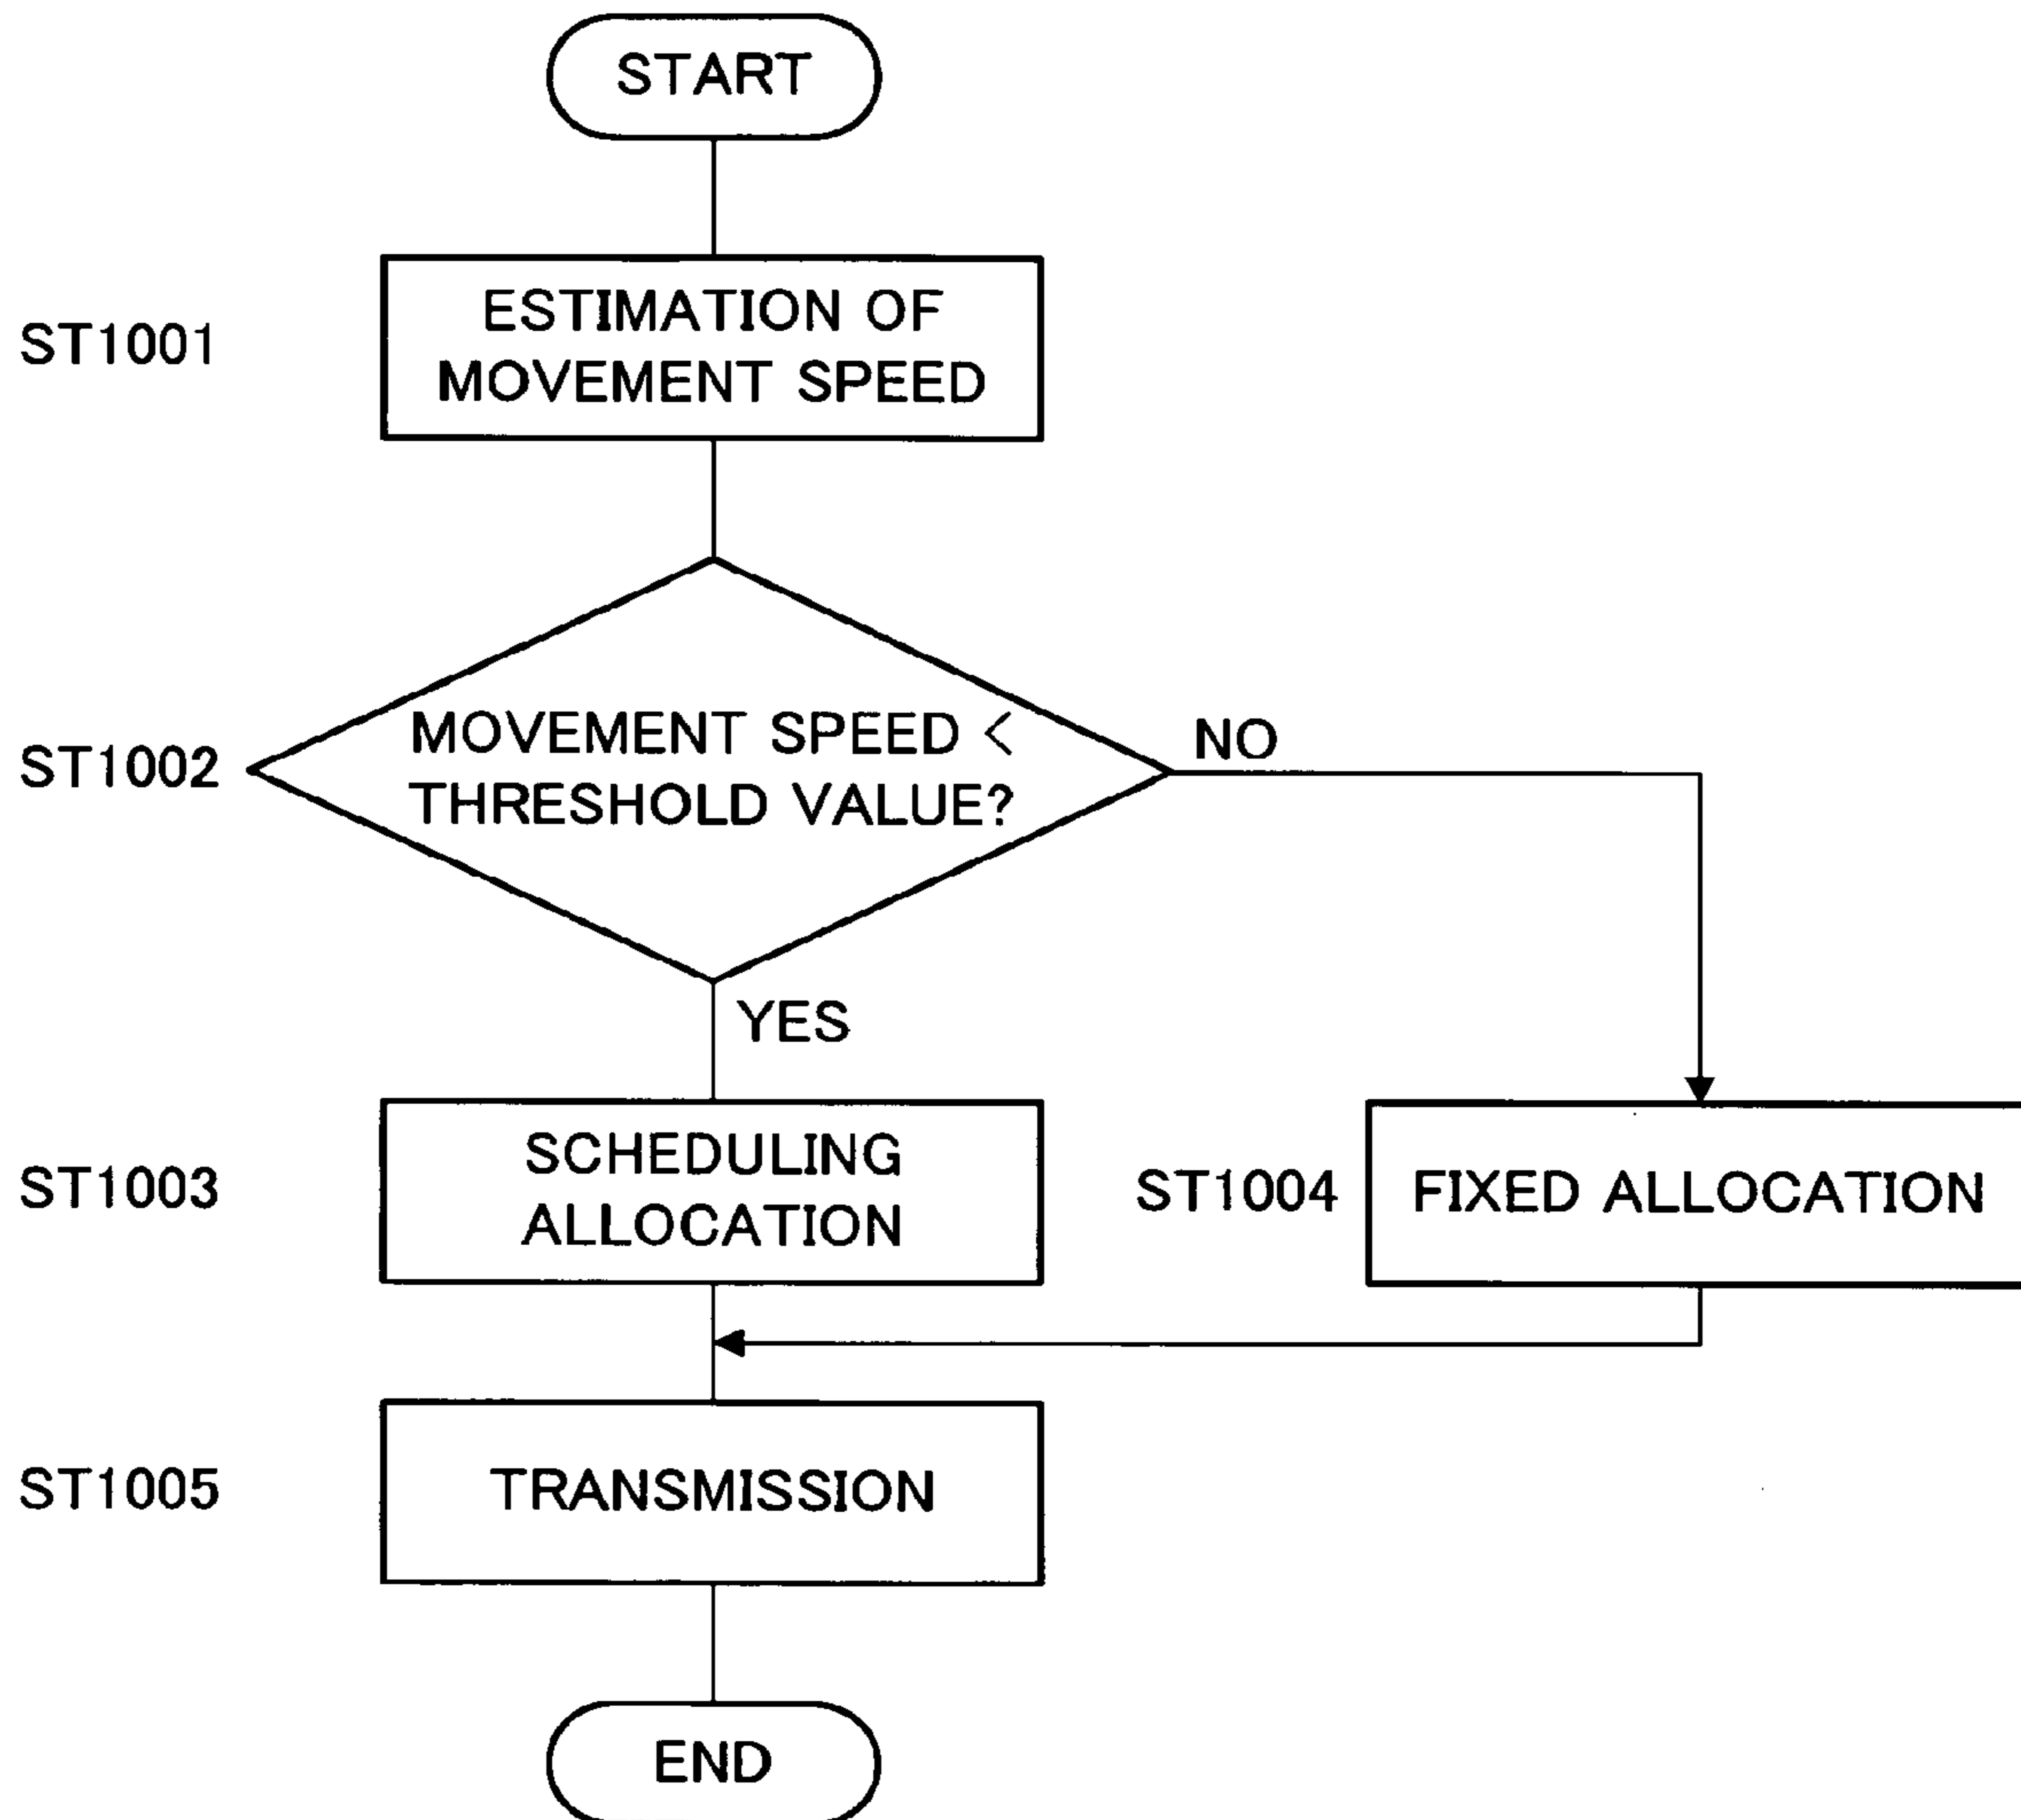 START
ST1001
ESTIMATION OF
MOVEMENT SPEED
ST1002
MOVEMENT SPEED <
THRESHOLD VALUE?
NO
YES
ST1003
SCHEDULING
ALLOCATION
ST1004
FIXED ALLOCATION
ST1005
TRANSMISSION
END